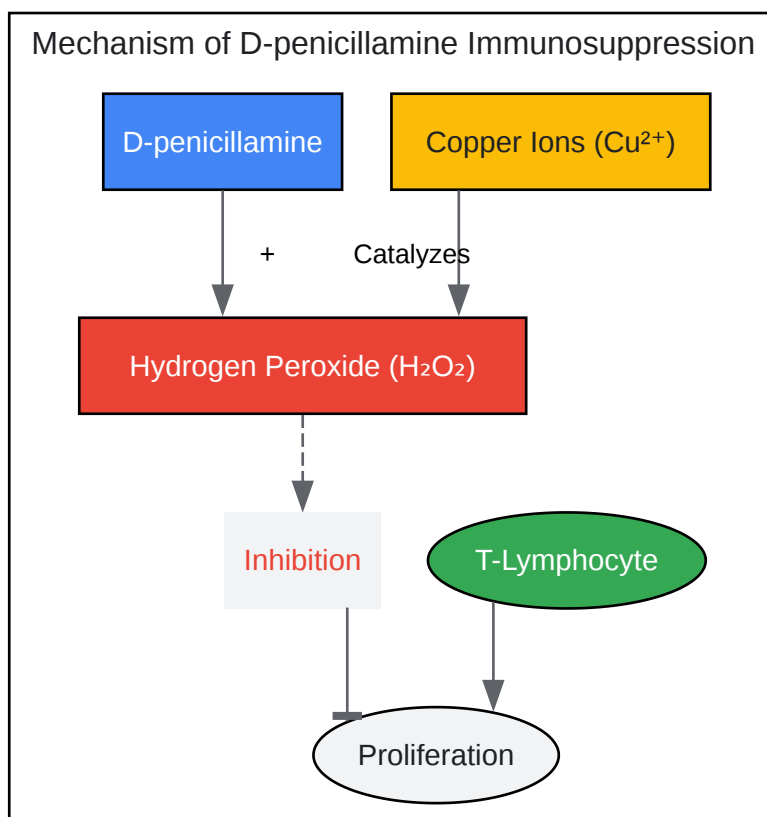 Mechanism of D-penicillamine Immunosuppression
D-penicillamine
Copper Ions (Cu²⁺)
+
Catalyzes
Hydrogen Peroxide (H₂O₂)
Inhibition
T-Lymphocyte
Proliferation